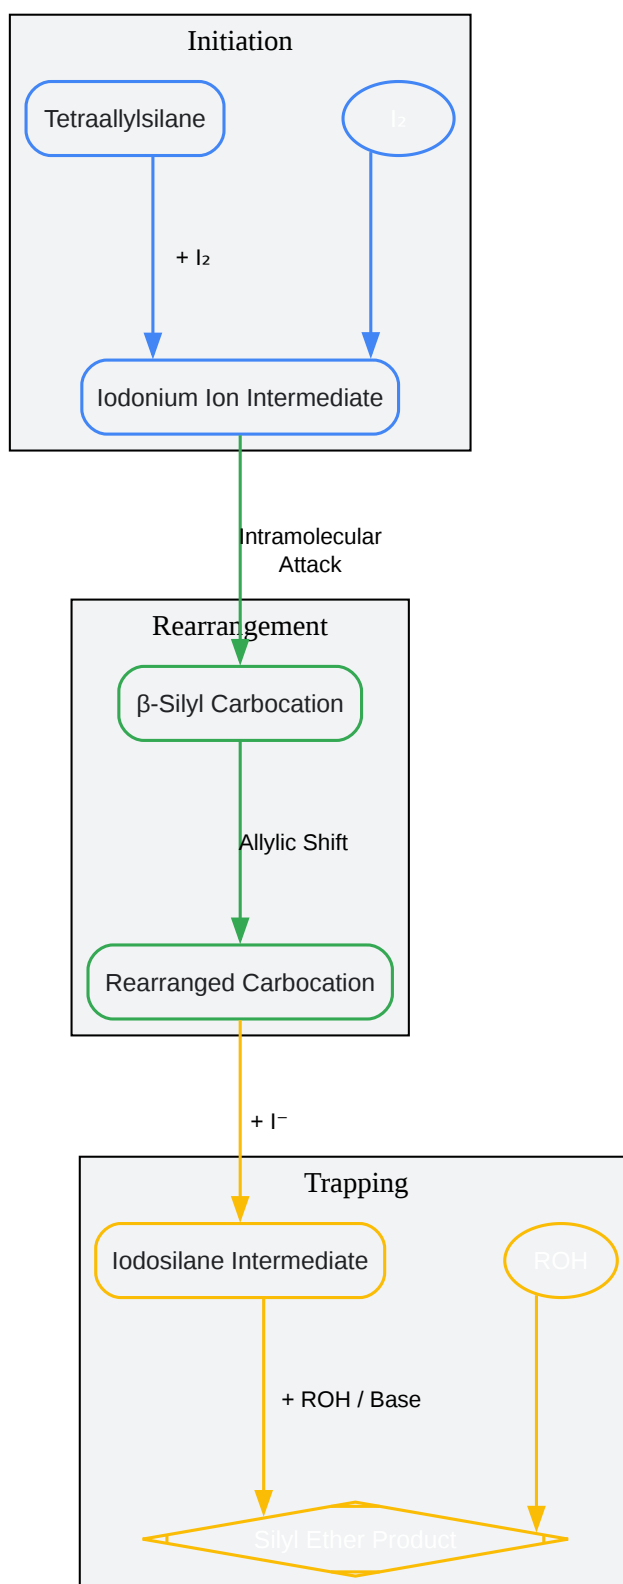 Initiation
Tetraallylsilane
I₂
+ I₂
Iodonium Ion Intermediate
Intramolecular
Attack
Rearrangement
β-Silyl Carbocation
Allylic Shift
Rearranged Carbocation
+ I⁻
Trapping
Iodosilane Intermediate
ROH
+ ROH / Base
Silyl Ether Product